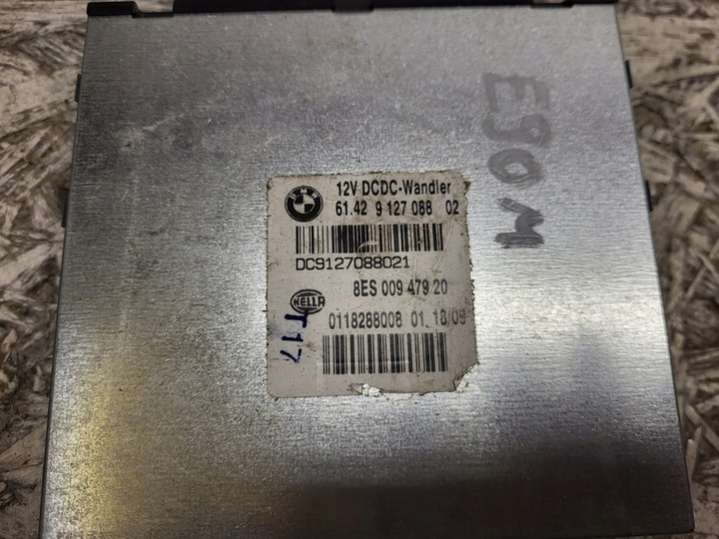 E90M
12V DCDC-Wandler
61.42 9 127 088 02
DC9127088021
8ES 009 479 20
HELLA
T17
0118288008 01 18/09